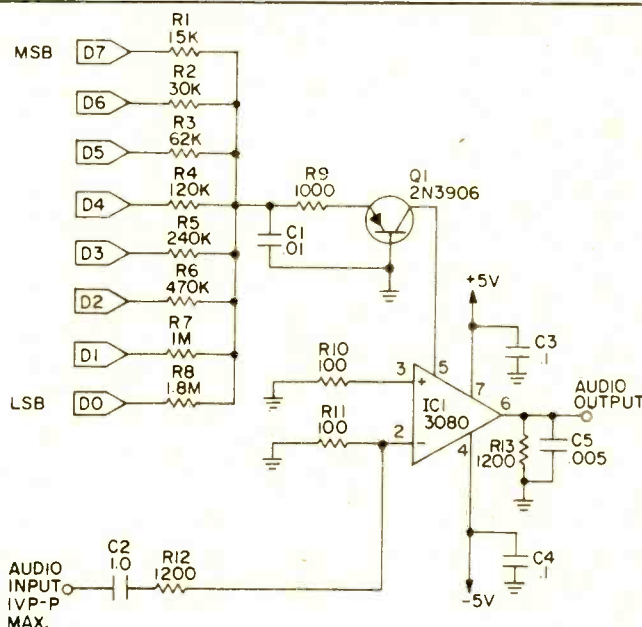 MSB
D7
R1
15K
D6
R2
30K
D5
R3
62K
D4
R4
120K
D3
R5
240K
D2
R6
470K
D1
R7
1M
LSB
D0
R8
1.8M
C1
.01
R9
1000
Q1
2N3906
+5V
C3
.1
R10
100
3
+
5
7
IC1
3080
6
AUDIO
OUTPUT
R11
100
2
-
4
R13
1200
C5
.005
C4
.1
-5V
AUDIO
INPUT
1VP-P
MAX.
C2
1.0
R12
1200